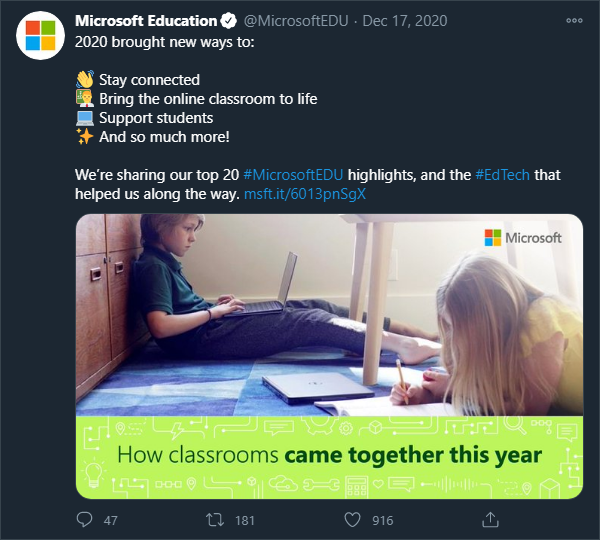 Microsoft Education @MicrosoftEDU · Dec 17, 2020
2020 brought new ways to:
👋 Stay connected
👩‍🏫 Bring the online classroom to life
💻 Support students
✨ And so much more!
We're sharing our top 20 #MicrosoftEDU highlights, and the #EdTech that
helped us along the way. msft.it/6013pnSgX
Microsoft
How classrooms came together this year
47 181 916